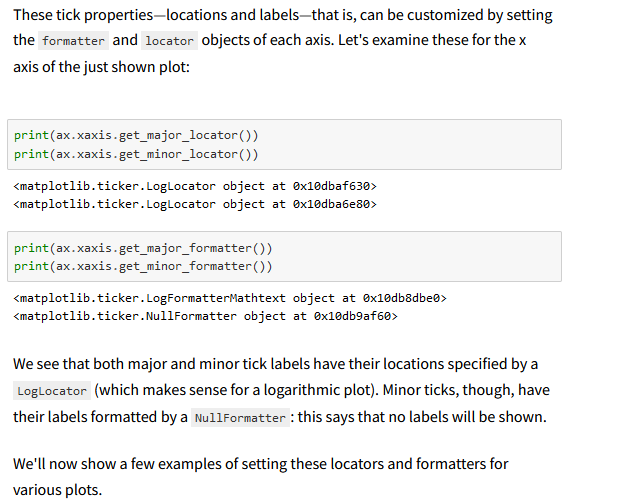 These tick properties—locations and labels—that is, can be customized by setting
the formatter and locator objects of each axis. Let's examine these for the x
axis of the just shown plot:
print(ax.xaxis.get_major_locator())
print(ax.xaxis.get_minor_locator())
<matplotlib.ticker.LogLocator object at 0x10dbaf630>
<matplotlib.ticker.LogLocator object at 0x10dba6e80>
print(ax.xaxis.get_major_formatter())
print(ax.xaxis.get_minor_formatter())
<matplotlib.ticker.LogFormatterMathtext object at 0x10db8dbe0>
<matplotlib.ticker.NullFormatter object at 0x10db9af60>
We see that both major and minor tick labels have their locations specified by a
LogLocator (which makes sense for a logarithmic plot). Minor ticks, though, have
their labels formatted by a NullFormatter : this says that no labels will be shown.
We'll now show a few examples of setting these locators and formatters for
various plots.